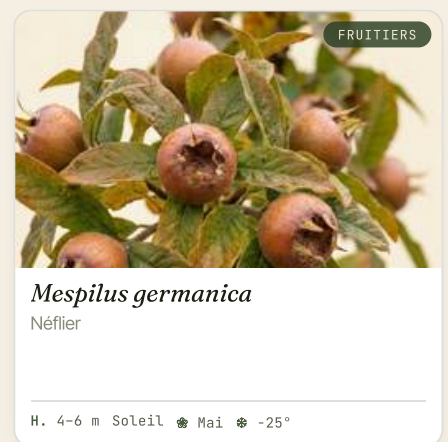 FRUITIERS
Mespilus germanica
Néflier
H. 4–6 m Soleil ❀ Mai ❄ -25°